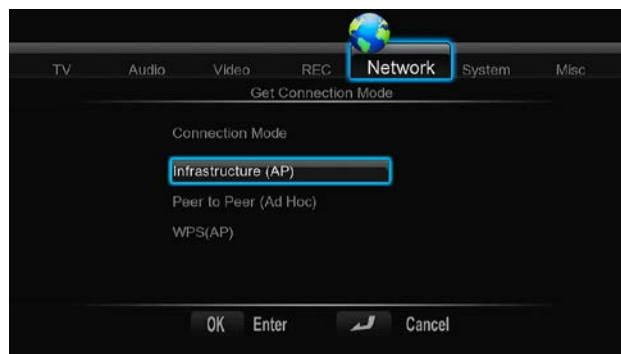 TV Audio Video REC Network System Misc
Get Connection Mode
Connection Mode
Infrastructure (AP)
Peer to Peer (Ad Hoc)
WPS(AP)
OK Enter Cancel